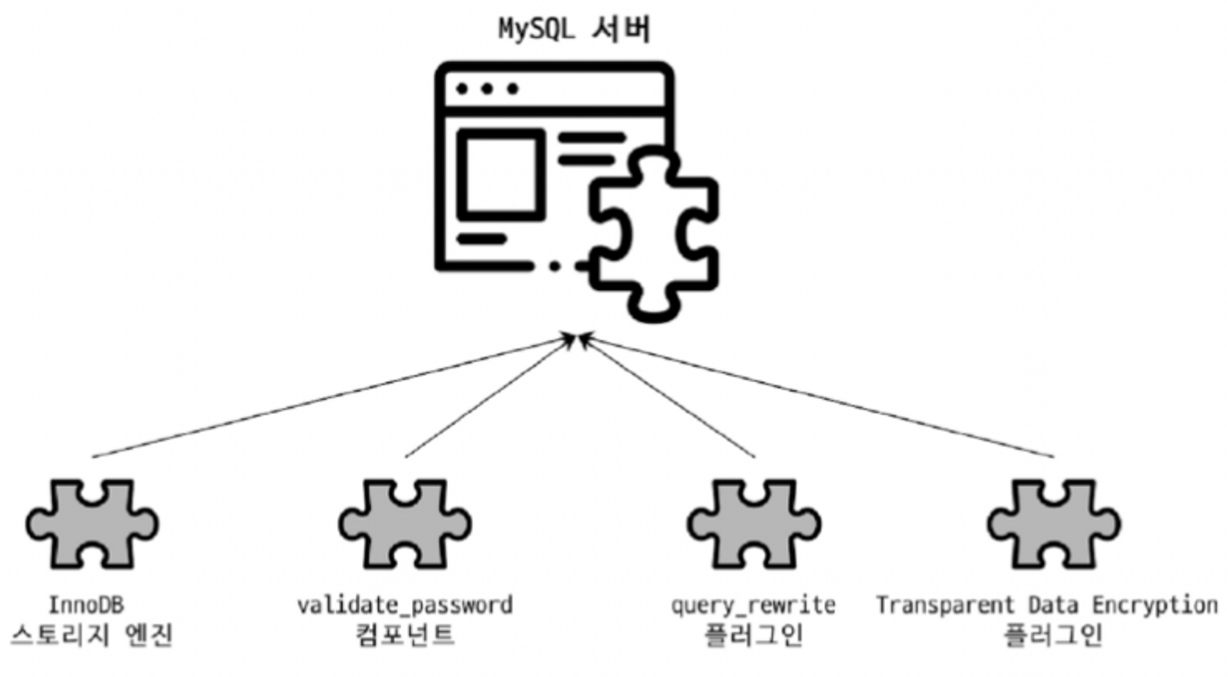 MySQL 서버
InnoDB
스토리지 엔진
validate_password
컴포넌트
query_rewrite
플러그인
Transparent Data Encryption
플러그인